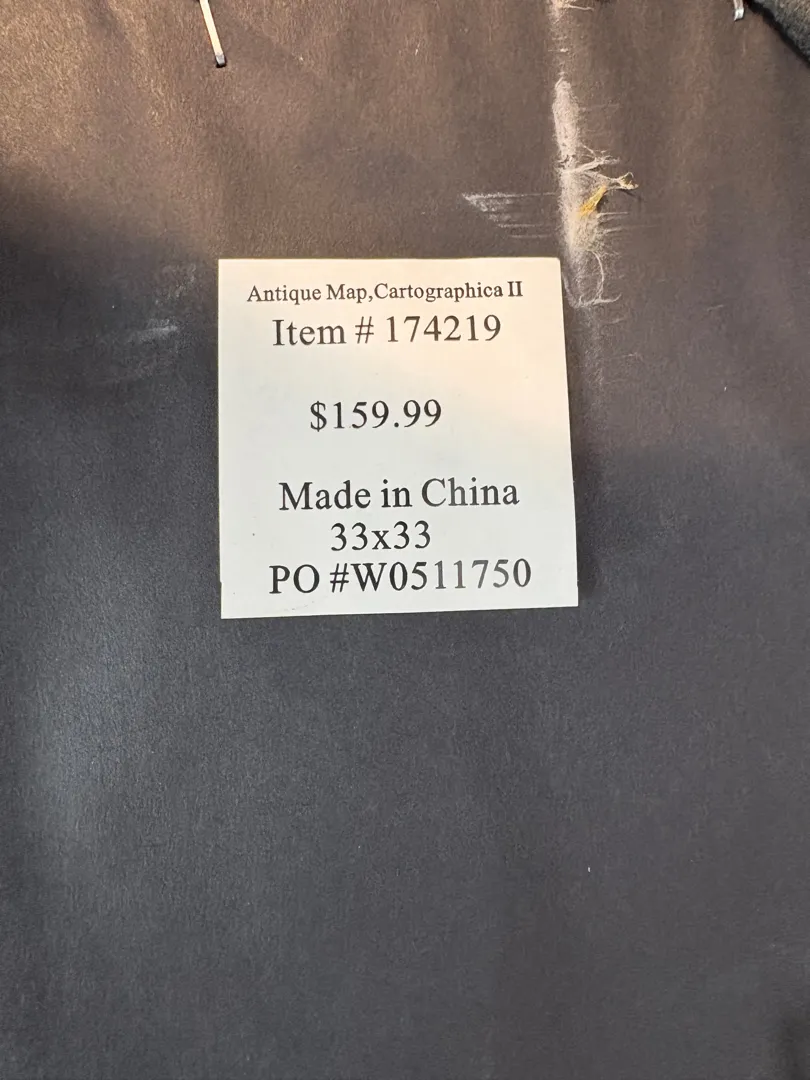 Antique Map,Cartographica II
Item # 174219
$159.99
Made in China
33x33
PO #W0511750